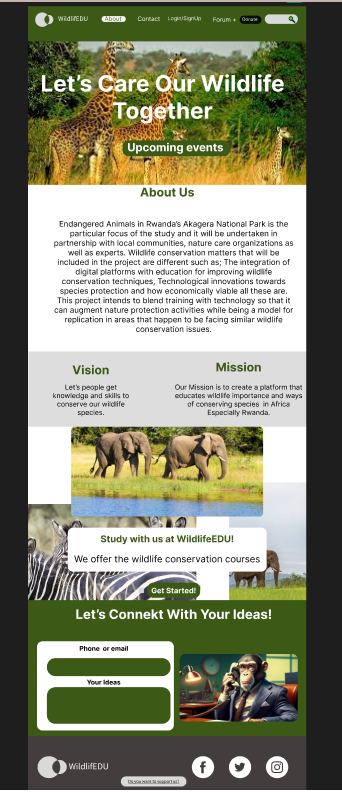 WildlifEDU
About
Contact
Login/SignUp
Forum +
Donate
Let's Care Our Wildlife
Together
Upcoming events
About Us
Endangered Animals in Rwanda's Akagera National Park is the
particular focus of the study and it will be undertaken in
partnership with local communities, nature care organizations as
well as experts. Wildlife conservation matters that will be
included in the project are different such as; The integration of
digital platforms with education for improving wildlife
conservation techniques, Technological innovations towards
species protection and how economically viable all these are.
This project intends to blend training with technology so that it
can augment nature protection activities while being a model for
replication in areas that happen to be facing similar wildlife
conservation issues.
Vision
Let's people get
knowledge and skills to
conserve our wildlife
species.
Mission
Our Mission is to create a platform that
educates wildlife importance and ways
of conserving species in Africa
Especially Rwanda.
Study with us at WildlifEDU!
We offer the wildlife conservation courses
Get Started!
Let's Connekt With Your Ideas!
Phone or email
Your Ideas
WildlifEDU
Do you want to support us?